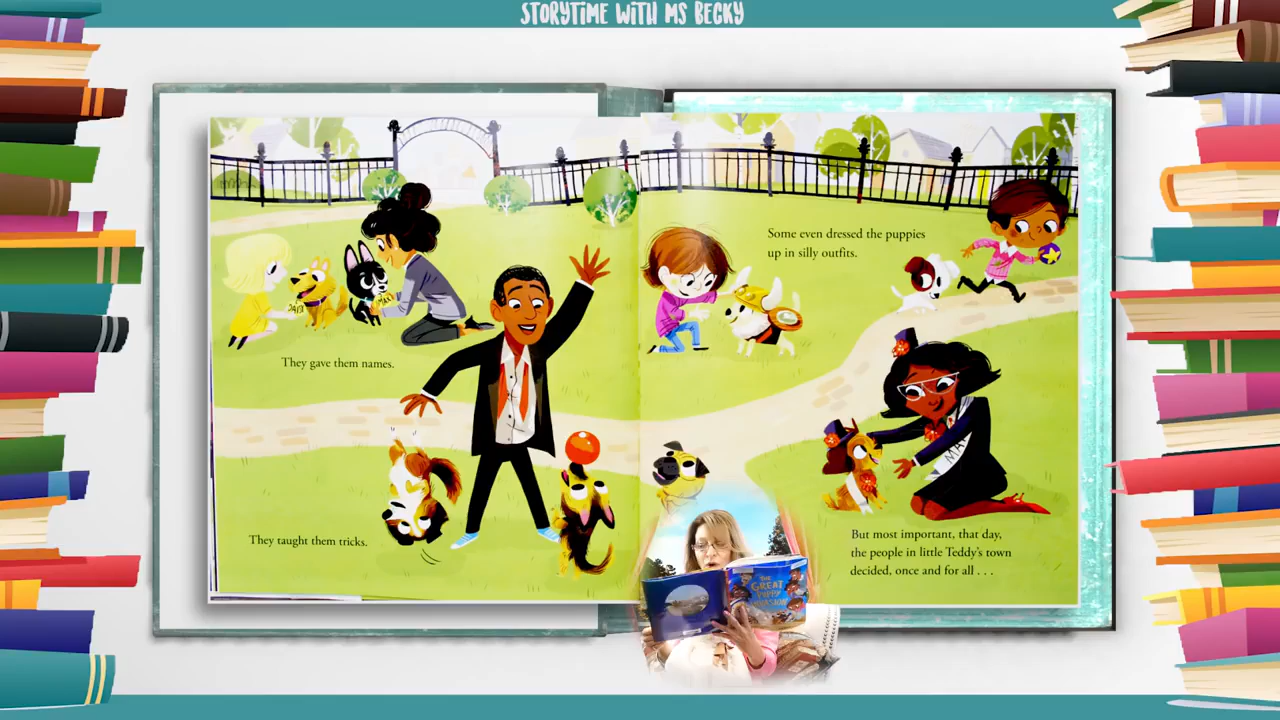 STORYTIME WITH MS BECKY
Some even dressed the puppies
up in silly outfits.
They gave them names.
They taught them tricks.
But most important, that day,
the people in little Teddy's town
decided, once and for all . . .
MAX
MA
THE
GREAT
PUPPY
INVASION